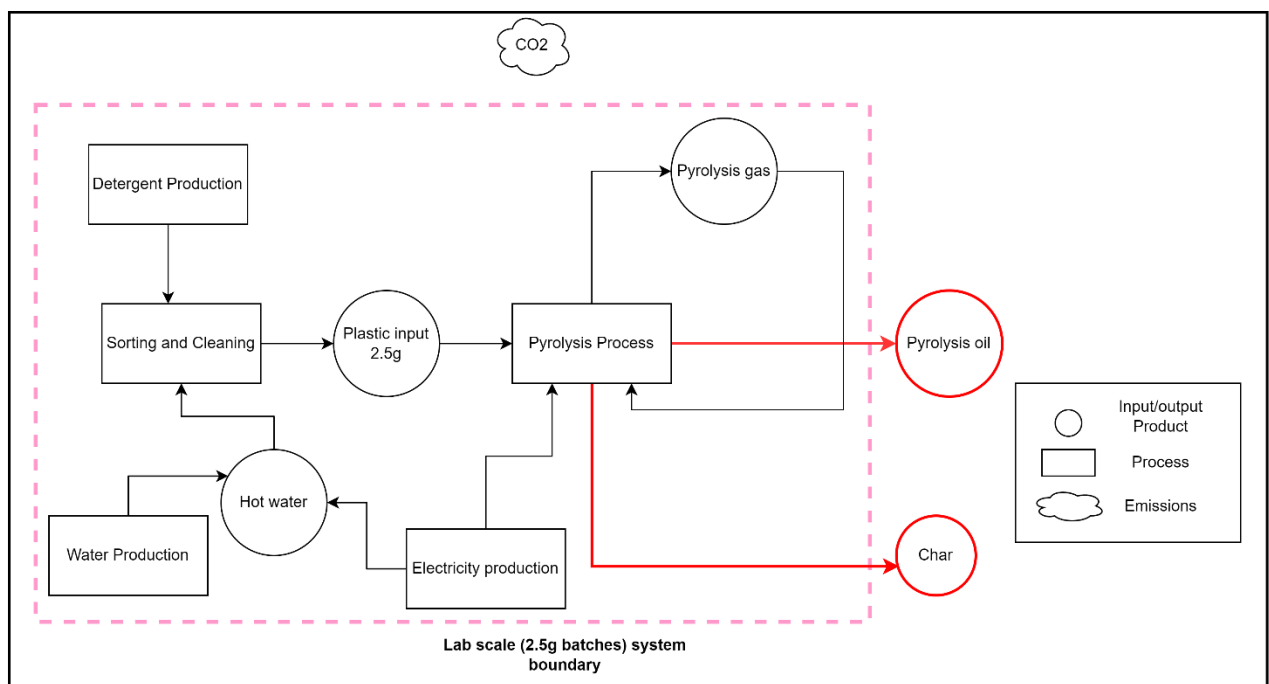 CO2
Detergent Production
Pyrolysis gas
Sorting and Cleaning
Plastic input
2.5g
Pyrolysis Process
Pyrolysis oil
Hot water
Water Production
Electricity production
Char
Input/output
Product
Process
Emissions
Lab scale (2.5g batches) system
boundary